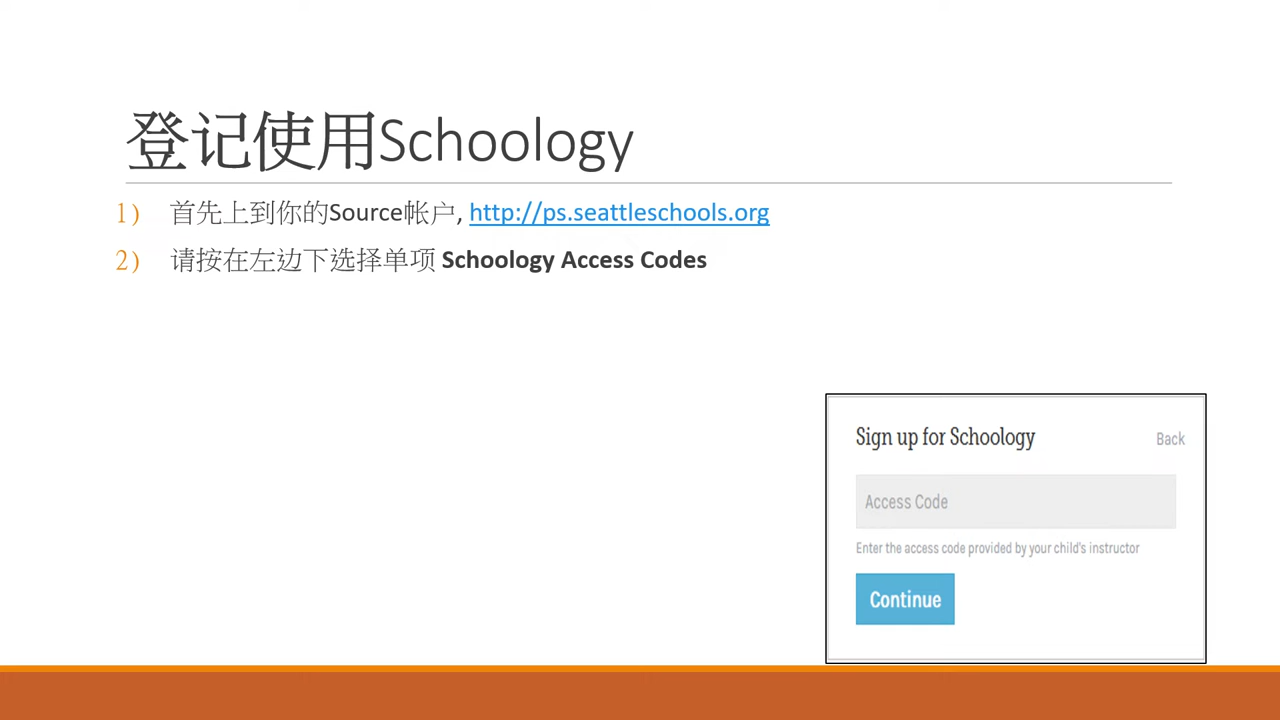 登记使用Schoology
1) 首先上到你的Source帐户, http://ps.seattleschools.org
2) 请按在左边下选择单项 Schoology Access Codes
Sign up for Schoology
Back
Access Code
Enter the access code provided by your child's instructor
Continue